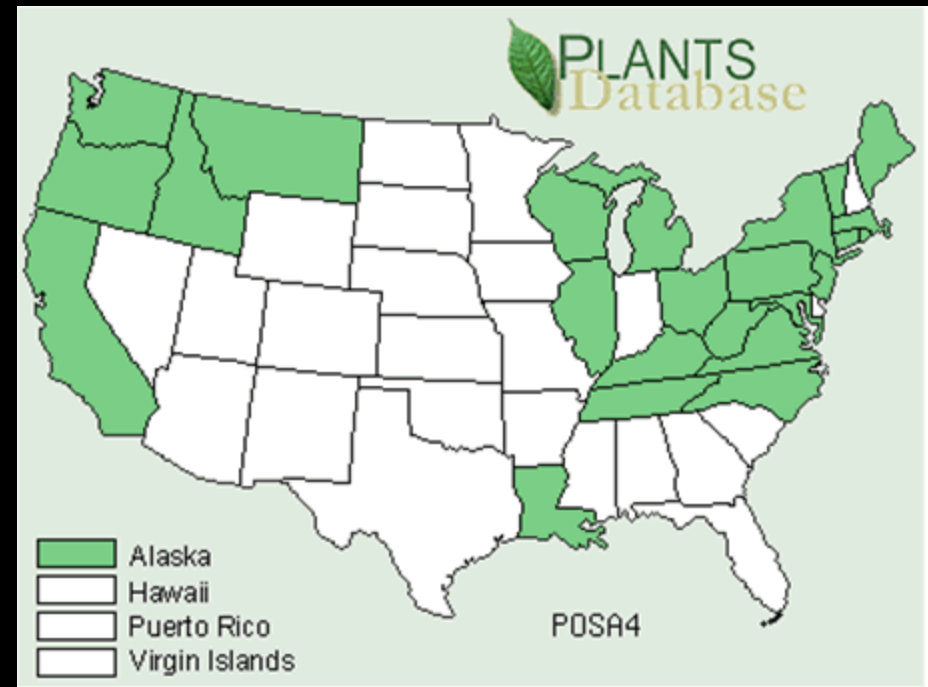 PLANTS
Database
Alaska
Hawaii
Puerto Rico
Virgin Islands
POSA4